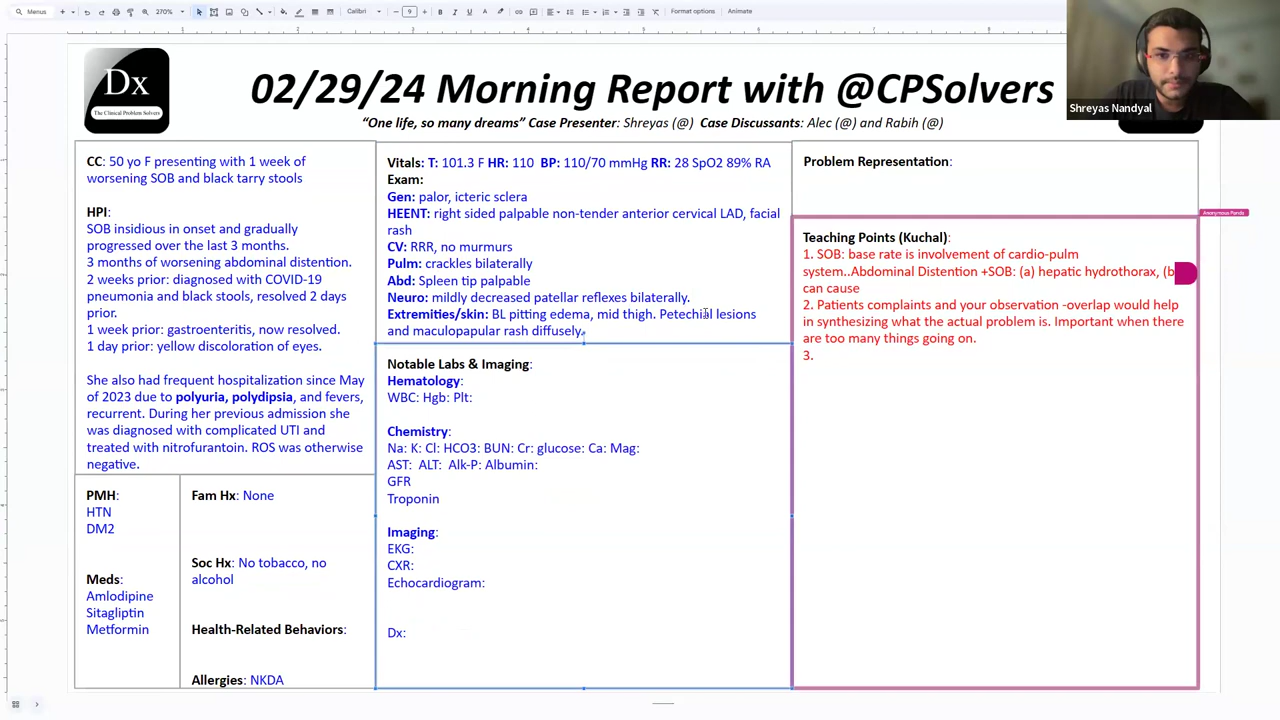 Menus
270%
Calibri
9
Format options
Animate
Dx
The Clinical Problem Solvers
02/29/24 Morning Report with @CPSolvers
“One life, so many dreams” Case Presenter: Shreyas (@) Case Discussants: Alec (@) and Rabih (@)
Shreyas Nandyal
CC: 50 yo F presenting with 1 week of
worsening SOB and black tarry stools
HPI:
SOB insidious in onset and gradually
progressed over the last 3 months.
3 months of worsening abdominal distention.
2 weeks prior: diagnosed with COVID-19
pneumonia and black stools, resolved 2 days
prior.
1 week prior: gastroenteritis, now resolved.
1 day prior: yellow discoloration of eyes.
She also had frequent hospitalization since May
of 2023 due to polyuria, polydipsia, and fevers,
recurrent. During her previous admission she
was diagnosed with complicated UTI and
treated with nitrofurantoin. ROS was otherwise
negative.
PMH:
HTN
DM2
Meds:
Amlodipine
Sitagliptin
Metformin
Fam Hx: None
Soc Hx: No tobacco, no
alcohol
Health-Related Behaviors:
Allergies: NKDA
Vitals: T: 101.3 F HR: 110 BP: 110/70 mmHg RR: 28 SpO2 89% RA
Exam:
Gen: palor, icteric sclera
HEENT: right sided palpable non-tender anterior cervical LAD, facial
rash
CV: RRR, no murmurs
Pulm: crackles bilaterally
Abd: Spleen tip palpable
Neuro: mildly decreased patellar reflexes bilaterally.
Extremities/skin: BL pitting edema, mid thigh. Petechial lesions
and maculopapular rash diffusely.
Notable Labs & Imaging:
Hematology:
WBC: Hgb: Plt:
Chemistry:
Na: K: Cl: HCO3: BUN: Cr: glucose: Ca: Mag:
AST: ALT: Alk-P: Albumin:
GFR
Troponin
Imaging:
EKG:
CXR:
Echocardiogram:
Dx:
Problem Representation:
Anonymous Panda
Teaching Points (Kuchal):
1. SOB: base rate is involvement of cardio-pulm
system..Abdominal Distention +SOB: (a) hepatic hydrothorax, (b
can cause
2. Patients complaints and your observation -overlap would help
in synthesizing what the actual problem is. Important when there
are too many things going on.
3.